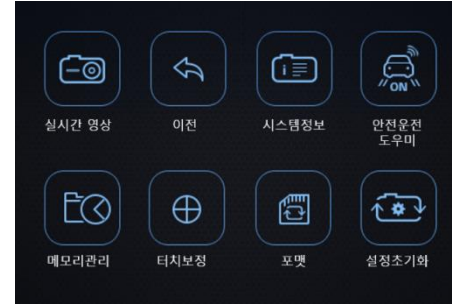 실시간 영상
이전
시스템정보
ON
안전운전
도우미
메모리관리
터치보정
포맷
설정초기화